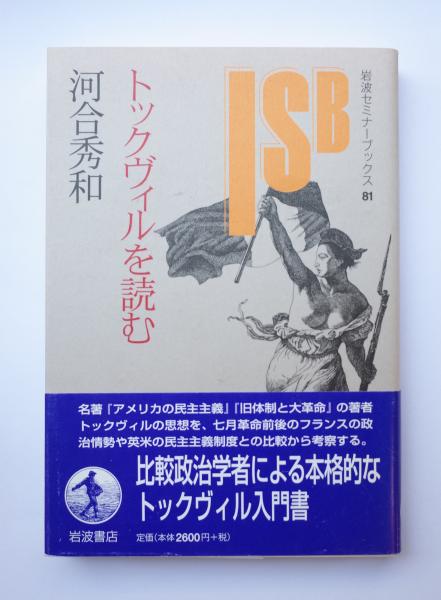 トックヴィルを読む
河合秀和
ISB
岩波セミナーブックス 81
名著『アメリカの民主主義』『旧体制と大革命』の著者
トックヴィルの思想を、七月革命前後のフランスの政
治情勢や英米の民主主義制度との比較から考察する。
比較政治学者による本格的な
トックヴィル入門書
岩波書店
定価(本体2600円+税)